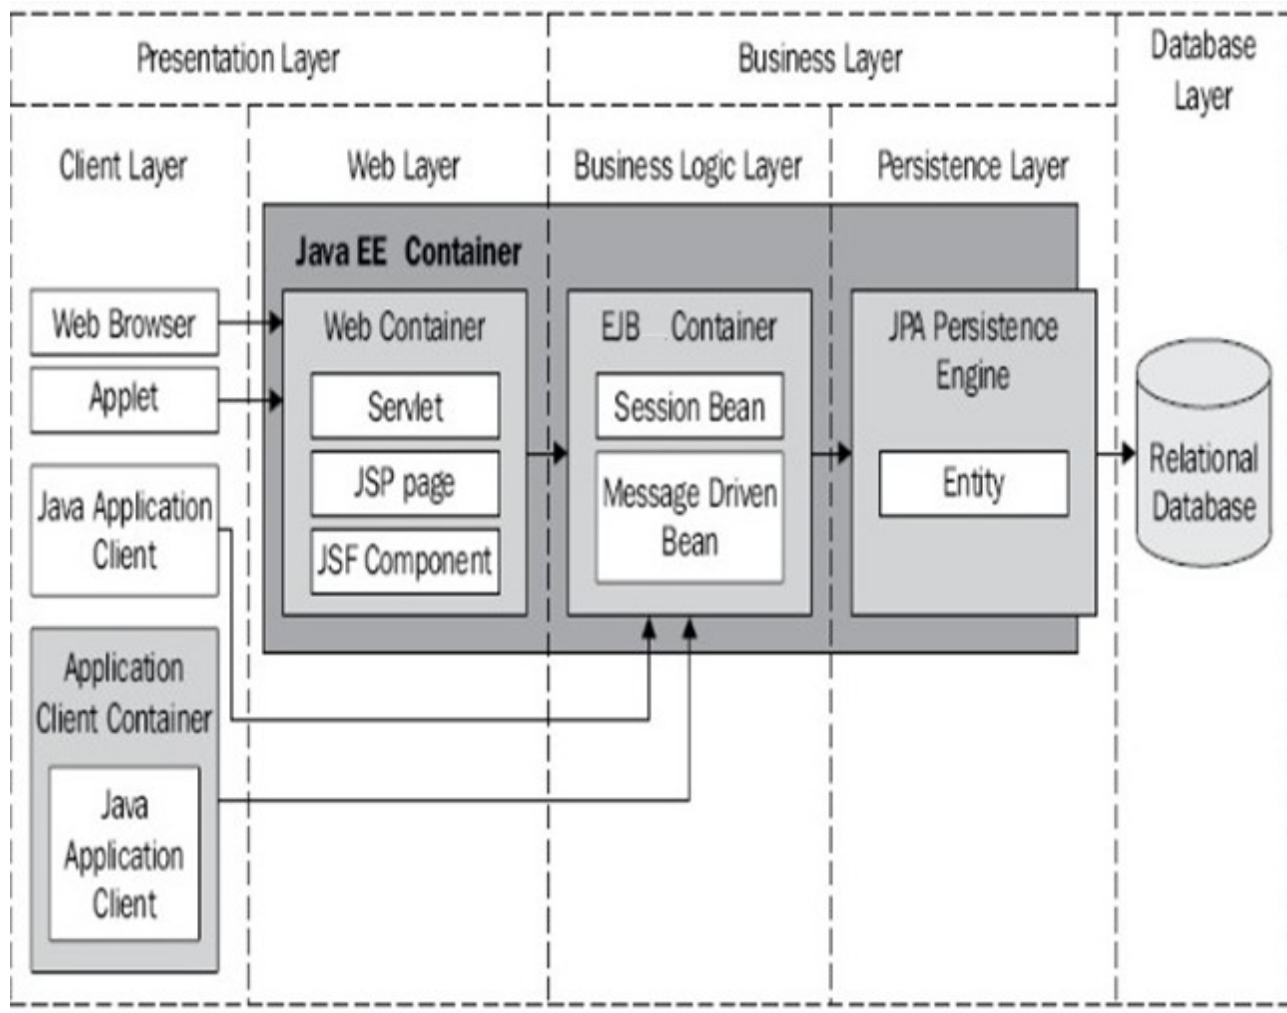 Presentation Layer
Business Layer
Database
Layer
Client Layer
Web Layer
Business Logic Layer
Persistence Layer
Java EE Container
Web Browser
Applet
Java Application
Client
Application
Client Container
Java
Application
Client
Web Container
Servlet
JSP page
JSF Component
EJB Container
Session Bean
Message Driven
Bean
JPA Persistence
Engine
Entity
Relational
Database